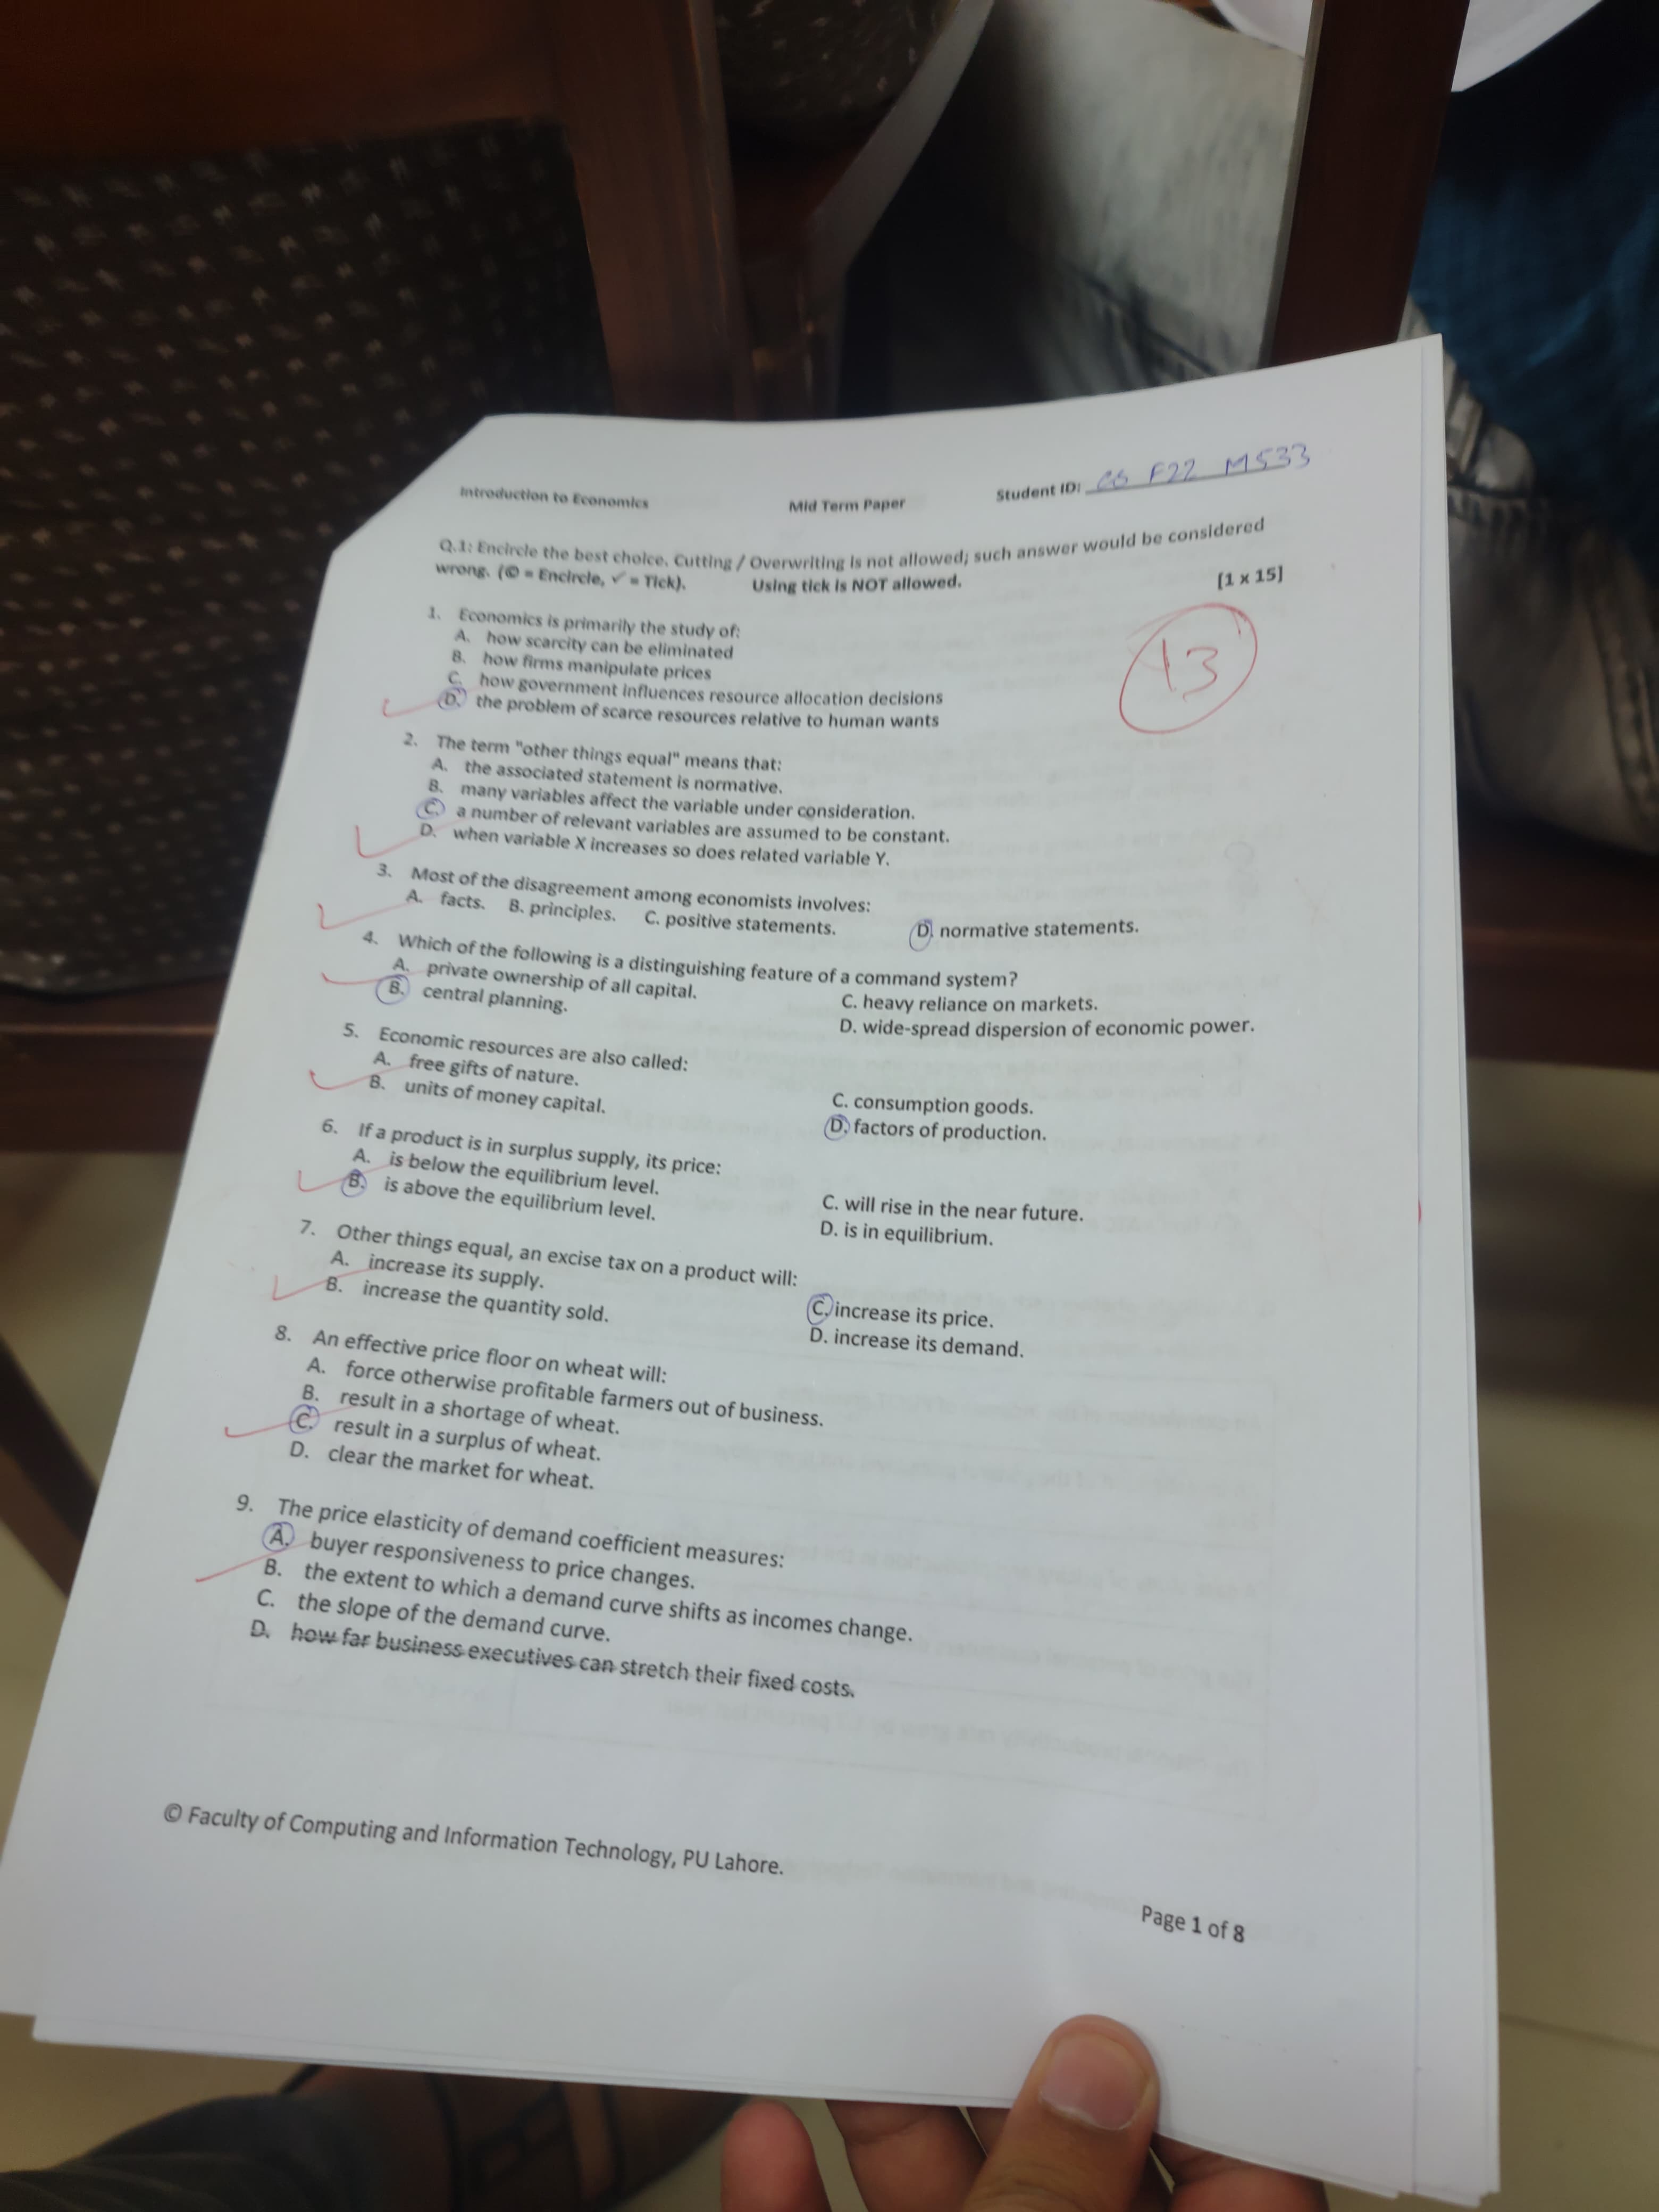 Introduction to Economics Mid Term Paper Student ID: CS F22 M533
Q.1: Encircle the best choice. Cutting / Overwriting is not allowed; such answer would be considered
wrong. (© = Encircle, ✓ = Tick). Using tick is NOT allowed. [1 x 15]
13
1. Economics is primarily the study of:
A. how scarcity can be eliminated
B. how firms manipulate prices
C. how government influences resource allocation decisions
D. the problem of scarce resources relative to human wants
2. The term "other things equal" means that:
A. the associated statement is normative.
B. many variables affect the variable under consideration.
C. a number of relevant variables are assumed to be constant.
D. when variable X increases so does related variable Y.
3. Most of the disagreement among economists involves:
A. facts. B. principles. C. positive statements. D. normative statements.
4. Which of the following is a distinguishing feature of a command system?
A. private ownership of all capital. C. heavy reliance on markets.
B. central planning. D. wide-spread dispersion of economic power.
5. Economic resources are also called:
A. free gifts of nature. C. consumption goods.
B. units of money capital. D. factors of production.
6. If a product is in surplus supply, its price:
A. is below the equilibrium level. C. will rise in the near future.
B. is above the equilibrium level. D. is in equilibrium.
7. Other things equal, an excise tax on a product will:
A. increase its supply. C. increase its price.
B. increase the quantity sold. D. increase its demand.
8. An effective price floor on wheat will:
A. force otherwise profitable farmers out of business.
B. result in a shortage of wheat.
C. result in a surplus of wheat.
D. clear the market for wheat.
9. The price elasticity of demand coefficient measures:
A. buyer responsiveness to price changes.
B. the extent to which a demand curve shifts as incomes change.
C. the slope of the demand curve.
D. how far business executives can stretch their fixed costs.
© Faculty of Computing and Information Technology, PU Lahore.
Page 1 of 8